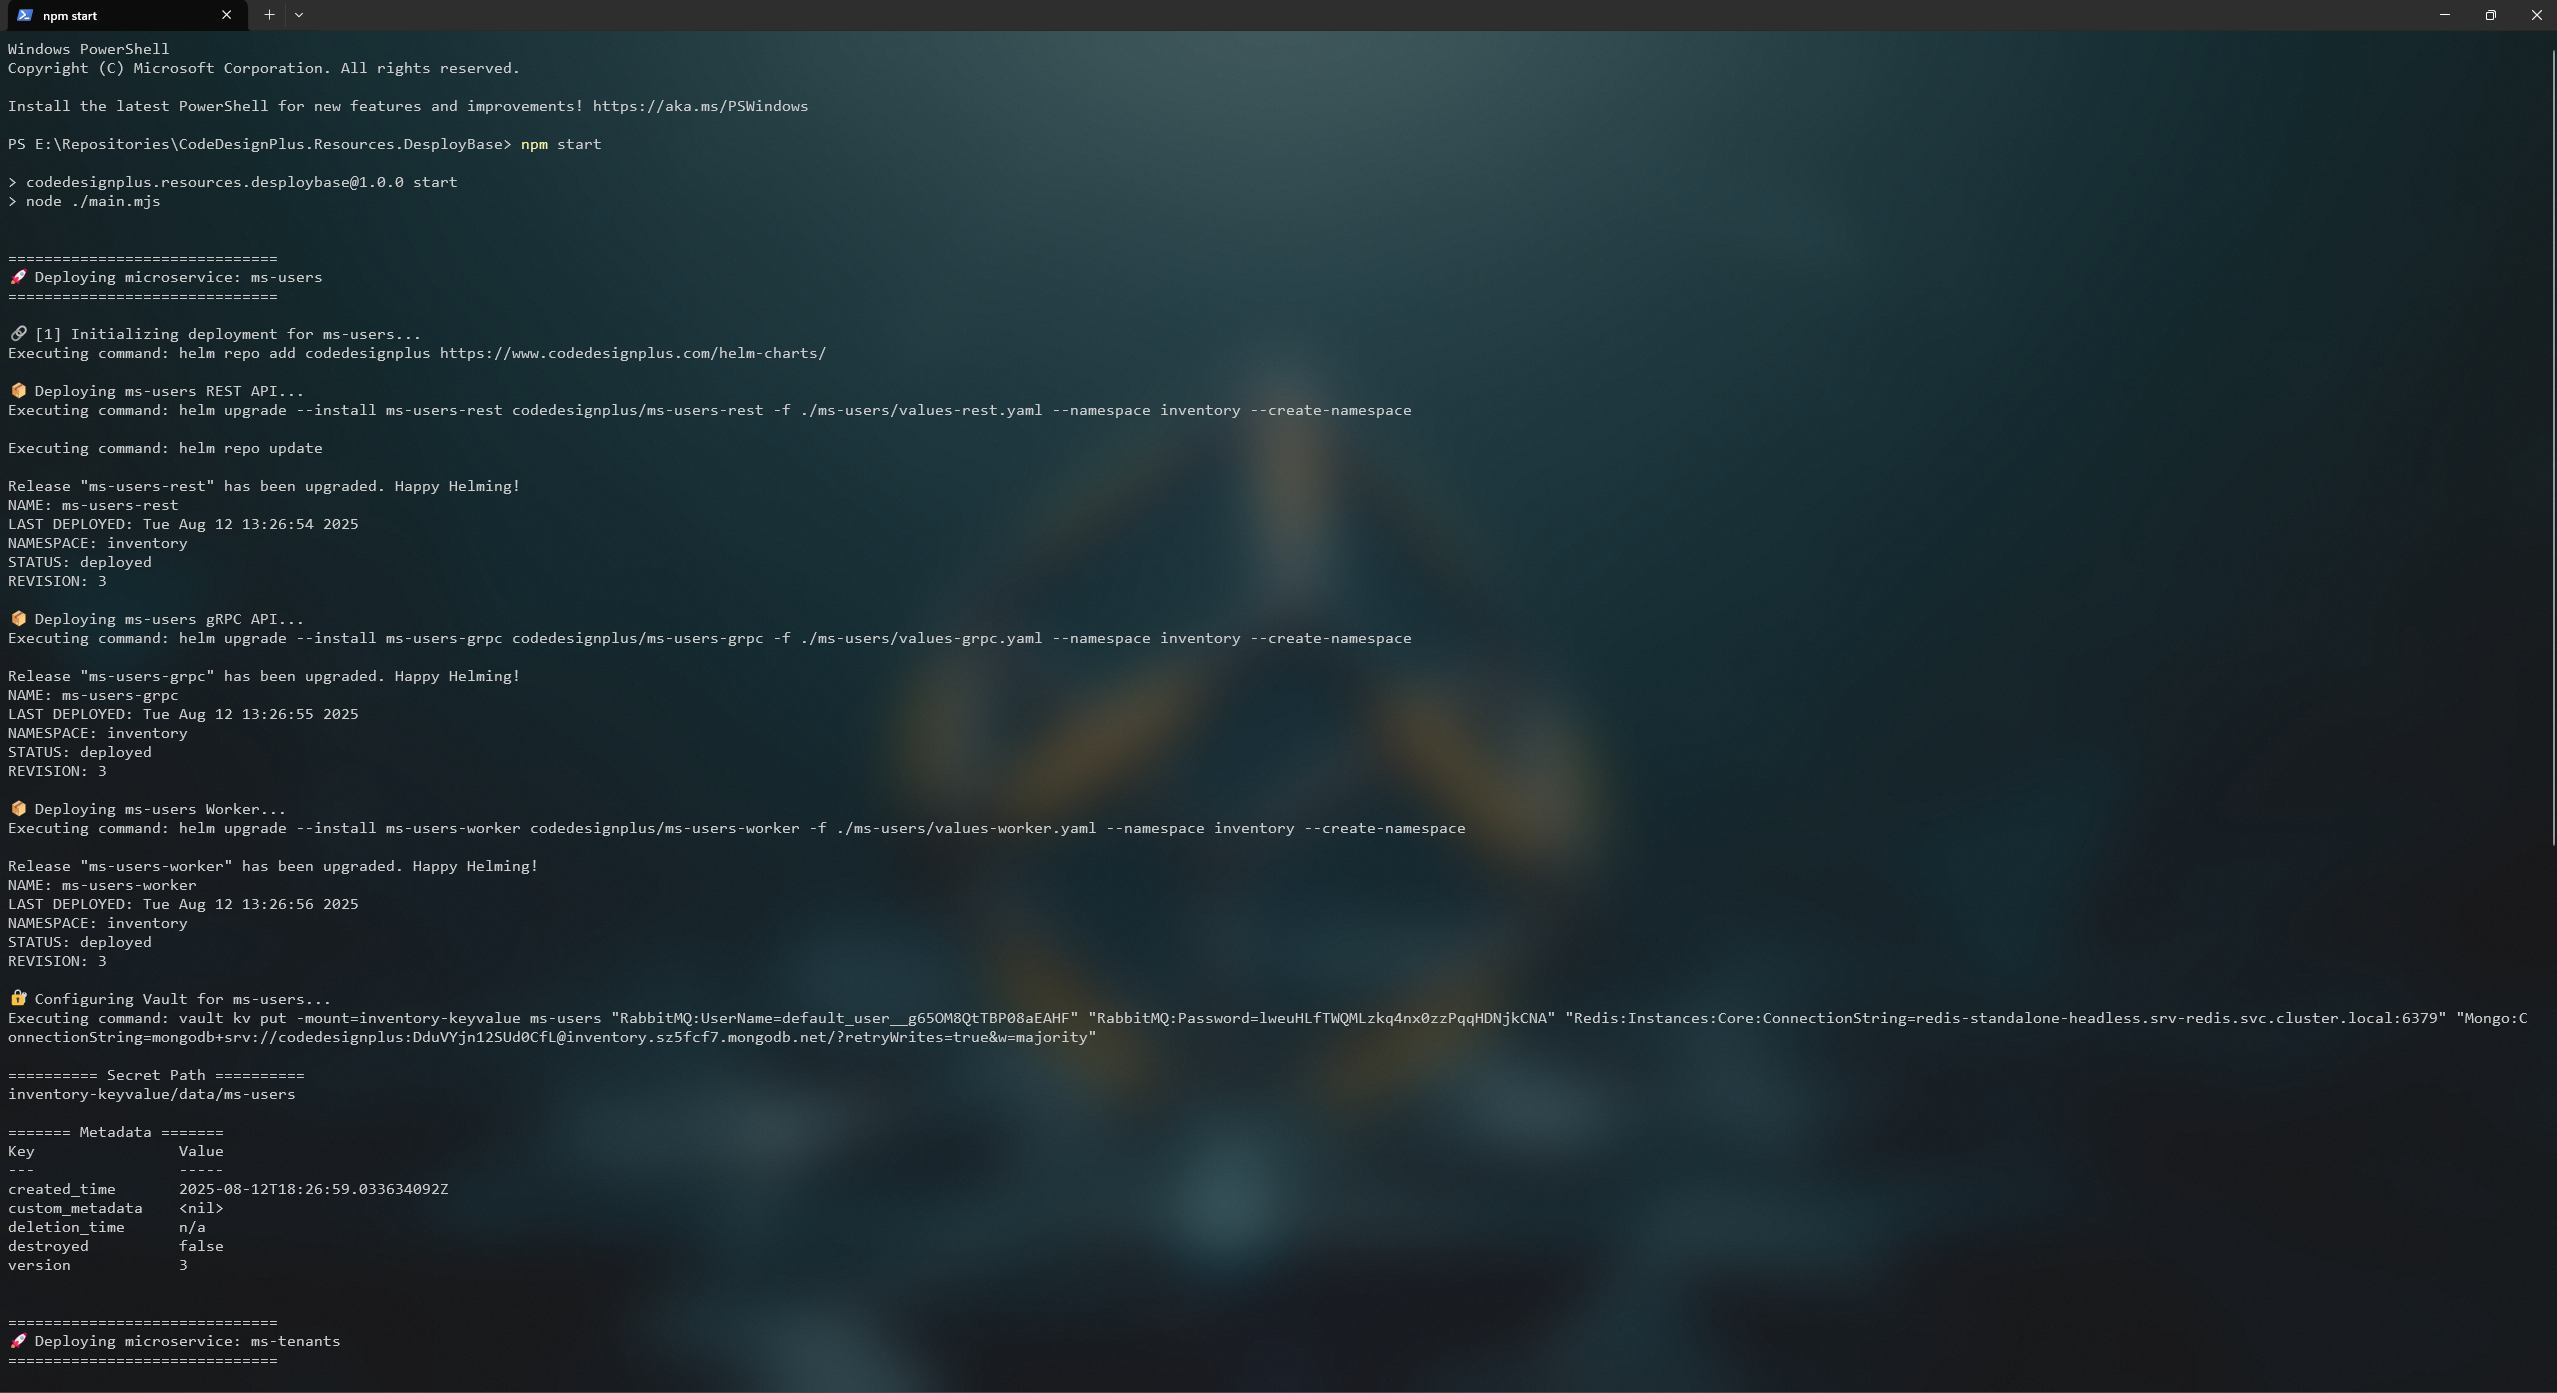 npm start
Windows PowerShell
Copyright (C) Microsoft Corporation. All rights reserved.
Install the latest PowerShell for new features and improvements! https://aka.ms/PSWindows
PS E:\Repositories\CodeDesignPlus.Resources.DesployBase> npm start
> codedesignplus.resources.desploybase@1.0.0 start
> node ./main.mjs
==============================
🚀 Deploying microservice: ms-users
==============================
🔗 [1] Initializing deployment for ms-users...
Executing command: helm repo add codedesignplus https://www.codedesignplus.com/helm-charts/
📦 Deploying ms-users REST API...
Executing command: helm upgrade --install ms-users-rest codedesignplus/ms-users-rest -f ./ms-users/values-rest.yaml --namespace inventory --create-namespace
Executing command: helm repo update
Release "ms-users-rest" has been upgraded. Happy Helming!
NAME: ms-users-rest
LAST DEPLOYED: Tue Aug 12 13:26:54 2025
NAMESPACE: inventory
STATUS: deployed
REVISION: 3
📦 Deploying ms-users gRPC API...
Executing command: helm upgrade --install ms-users-grpc codedesignplus/ms-users-grpc -f ./ms-users/values-grpc.yaml --namespace inventory --create-namespace
Release "ms-users-grpc" has been upgraded. Happy Helming!
NAME: ms-users-grpc
LAST DEPLOYED: Tue Aug 12 13:26:55 2025
NAMESPACE: inventory
STATUS: deployed
REVISION: 3
📦 Deploying ms-users Worker...
Executing command: helm upgrade --install ms-users-worker codedesignplus/ms-users-worker -f ./ms-users/values-worker.yaml --namespace inventory --create-namespace
Release "ms-users-worker" has been upgraded. Happy Helming!
NAME: ms-users-worker
LAST DEPLOYED: Tue Aug 12 13:26:56 2025
NAMESPACE: inventory
STATUS: deployed
REVISION: 3
🔐 Configuring Vault for ms-users...
Executing command: vault kv put -mount=inventory-keyvalue ms-users "RabbitMQ:UserName=default_user__g65OM8QtTBP08aEAHF" "RabbitMQ:Password=lweuHLfTWQMLzkq4nx0zzPqqHDNjkCNA" "Redis:Instances:Core:ConnectionString=redis-standalone-headless.srv-redis.svc.cluster.local:6379" "Mongo:C
onnectionString=mongodb+srv://codedesignplus:DduVYjn12SUd0CfL@inventory.sz5fcf7.mongodb.net/?retryWrites=true&w=majority"
========== Secret Path ==========
inventory-keyvalue/data/ms-users
======= Metadata =======
Key Value
--- -----
created_time 2025-08-12T18:26:59.033634092Z
custom_metadata <nil>
deletion_time n/a
destroyed false
version 3
==============================
🚀 Deploying microservice: ms-tenants
==============================